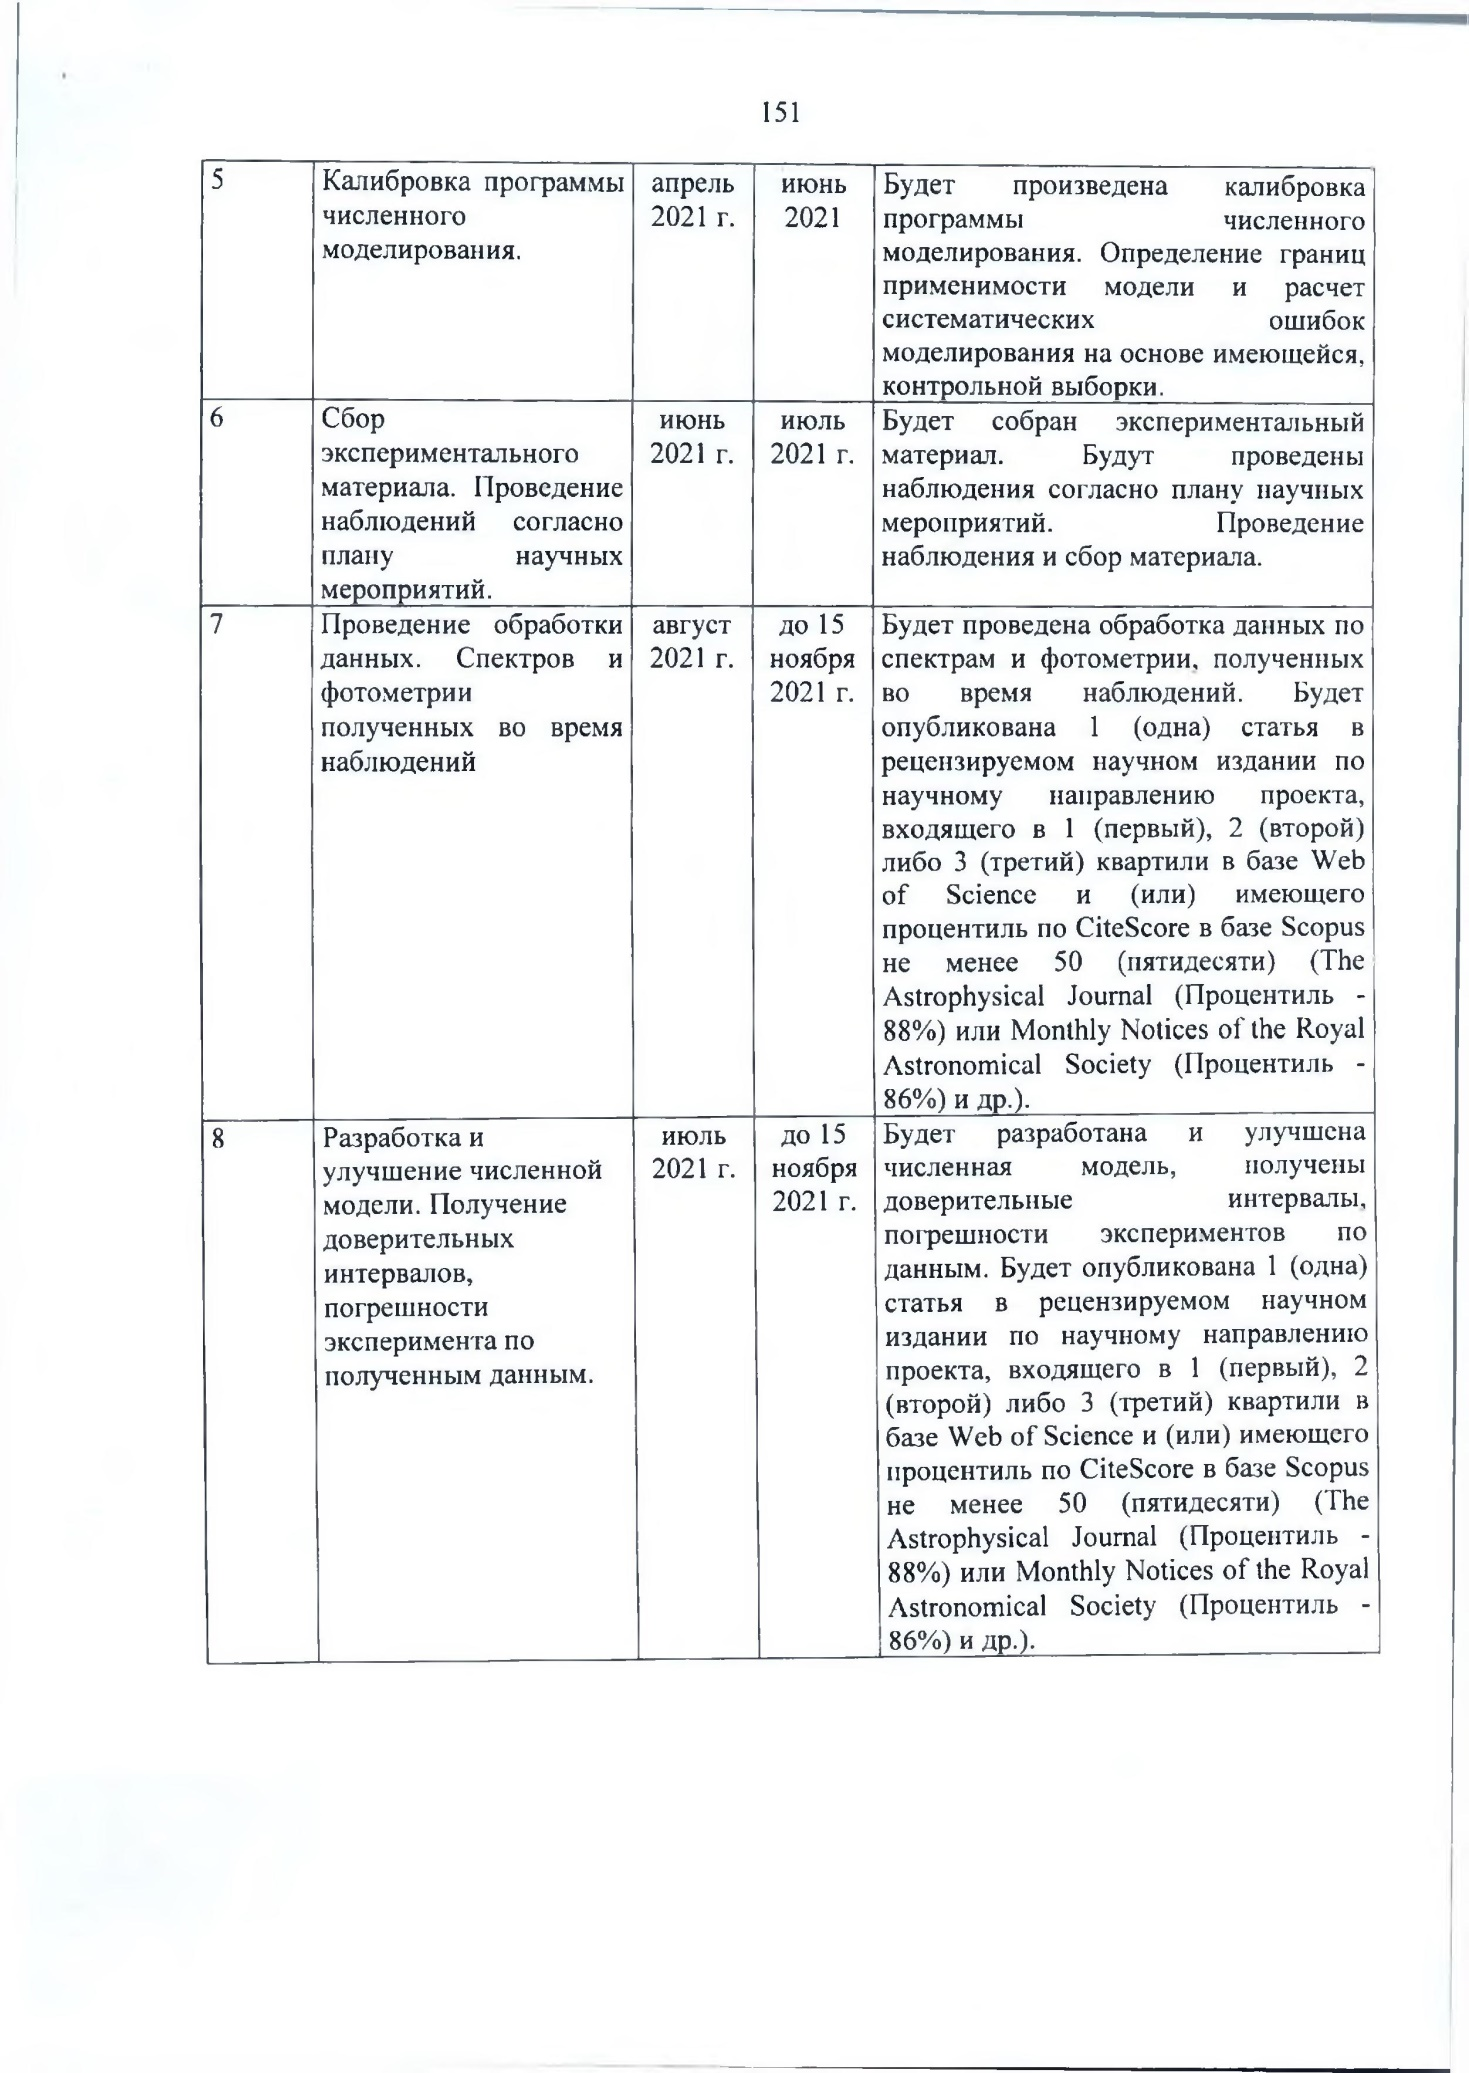 151
5
Калибровка программы
численного
моделирования.
апрель
2021 г.
июнь
2021
Будет произведена калибровка
программы численного
моделирования. Определение границ
применимости модели и расчет
систематических ошибок
моделирования на основе имеющейся,
контрольной выборки.
6
Сбор
экспериментального
материала. Проведение
наблюдений согласно
плану научных
мероприятий.
июнь
2021 г.
июль
2021 г.
Будет собран экспериментальный
материал. Будут проведены
наблюдения согласно плану научных
мероприятий. Проведение
наблюдения и сбор материала.
7
Проведение обработки
данных. Спектров и
фотометрии
полученных во время
наблюдений
август
2021 г.
до 15
ноября
2021 г.
Будет проведена обработка данных по
спектрам и фотометрии, полученных
во время наблюдений. Будет
опубликована 1 (одна) статья в
рецензируемом научном издании по
научному направлению проекта,
входящего в 1 (первый), 2 (второй)
либо 3 (третий) квартили в базе Web
of Science и (или) имеющего
процентиль по CiteScore в базе Scopus
не менее 50 (пятидесяти) (The
Astrophysical Journal (Процентиль -
88%) или Monthly Notices of the Royal
Astronomical Society (Процентиль -
86%) и др.).
8
Разработка и
улучшение численной
модели. Получение
доверительных
интервалов,
погрешности
эксперимента по
полученным данным.
июль
2021 г.
до 15
ноября
2021 г.
Будет разработана и улучшена
численная модель, получены
доверительные интервалы,
погрешности экспериментов по
данным. Будет опубликована 1 (одна)
статья в рецензируемом научном
издании по научному направлению
проекта, входящего в 1 (первый), 2
(второй) либо 3 (третий) квартили в
базе Web of Science и (или) имеющего
процентиль по CiteScore в базе Scopus
не менее 50 (пятидесяти) (The
Astrophysical Journal (Процентиль -
88%) или Monthly Notices of the Royal
Astronomical Society (Процентиль -
86%) и др.).